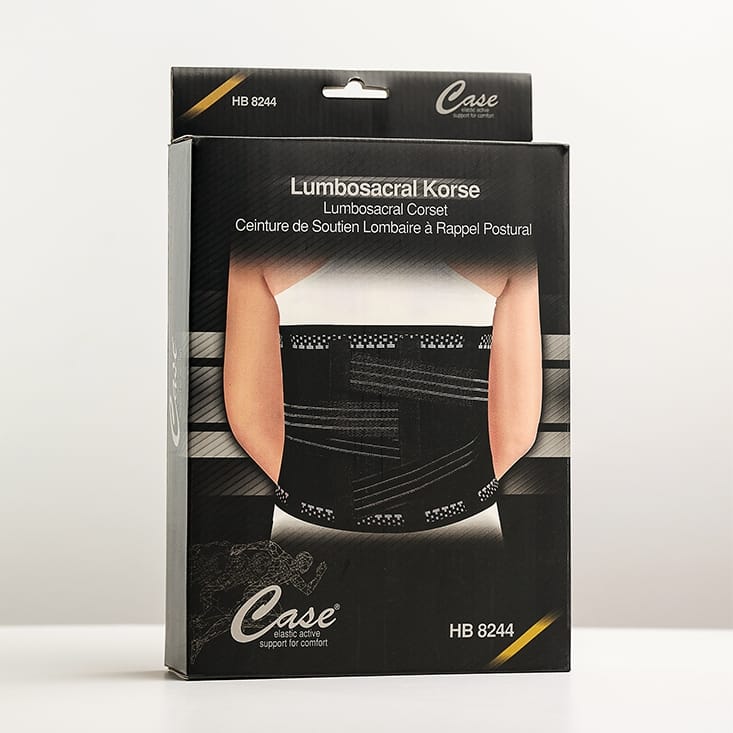 HB 8244
Case
elastic active
support for comfort
Lumbosacral Korse
Lumbosacral Corset
Ceinture de Soutien Lombaire à Rappel Postural
Case
Case®
elastic active
support for comfort
HB 8244